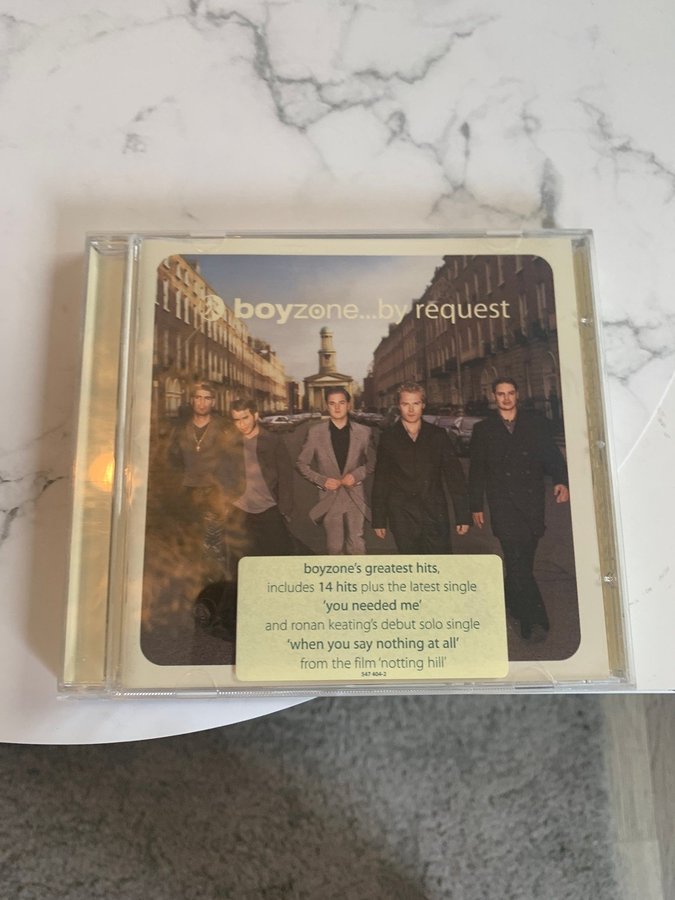 boyzone...by request
boyzone's greatest hits,
includes 14 hits plus the latest single
'you needed me'
and ronan keating's debut solo single
'when you say nothing at all'
from the film 'notting hill'
547 404-2